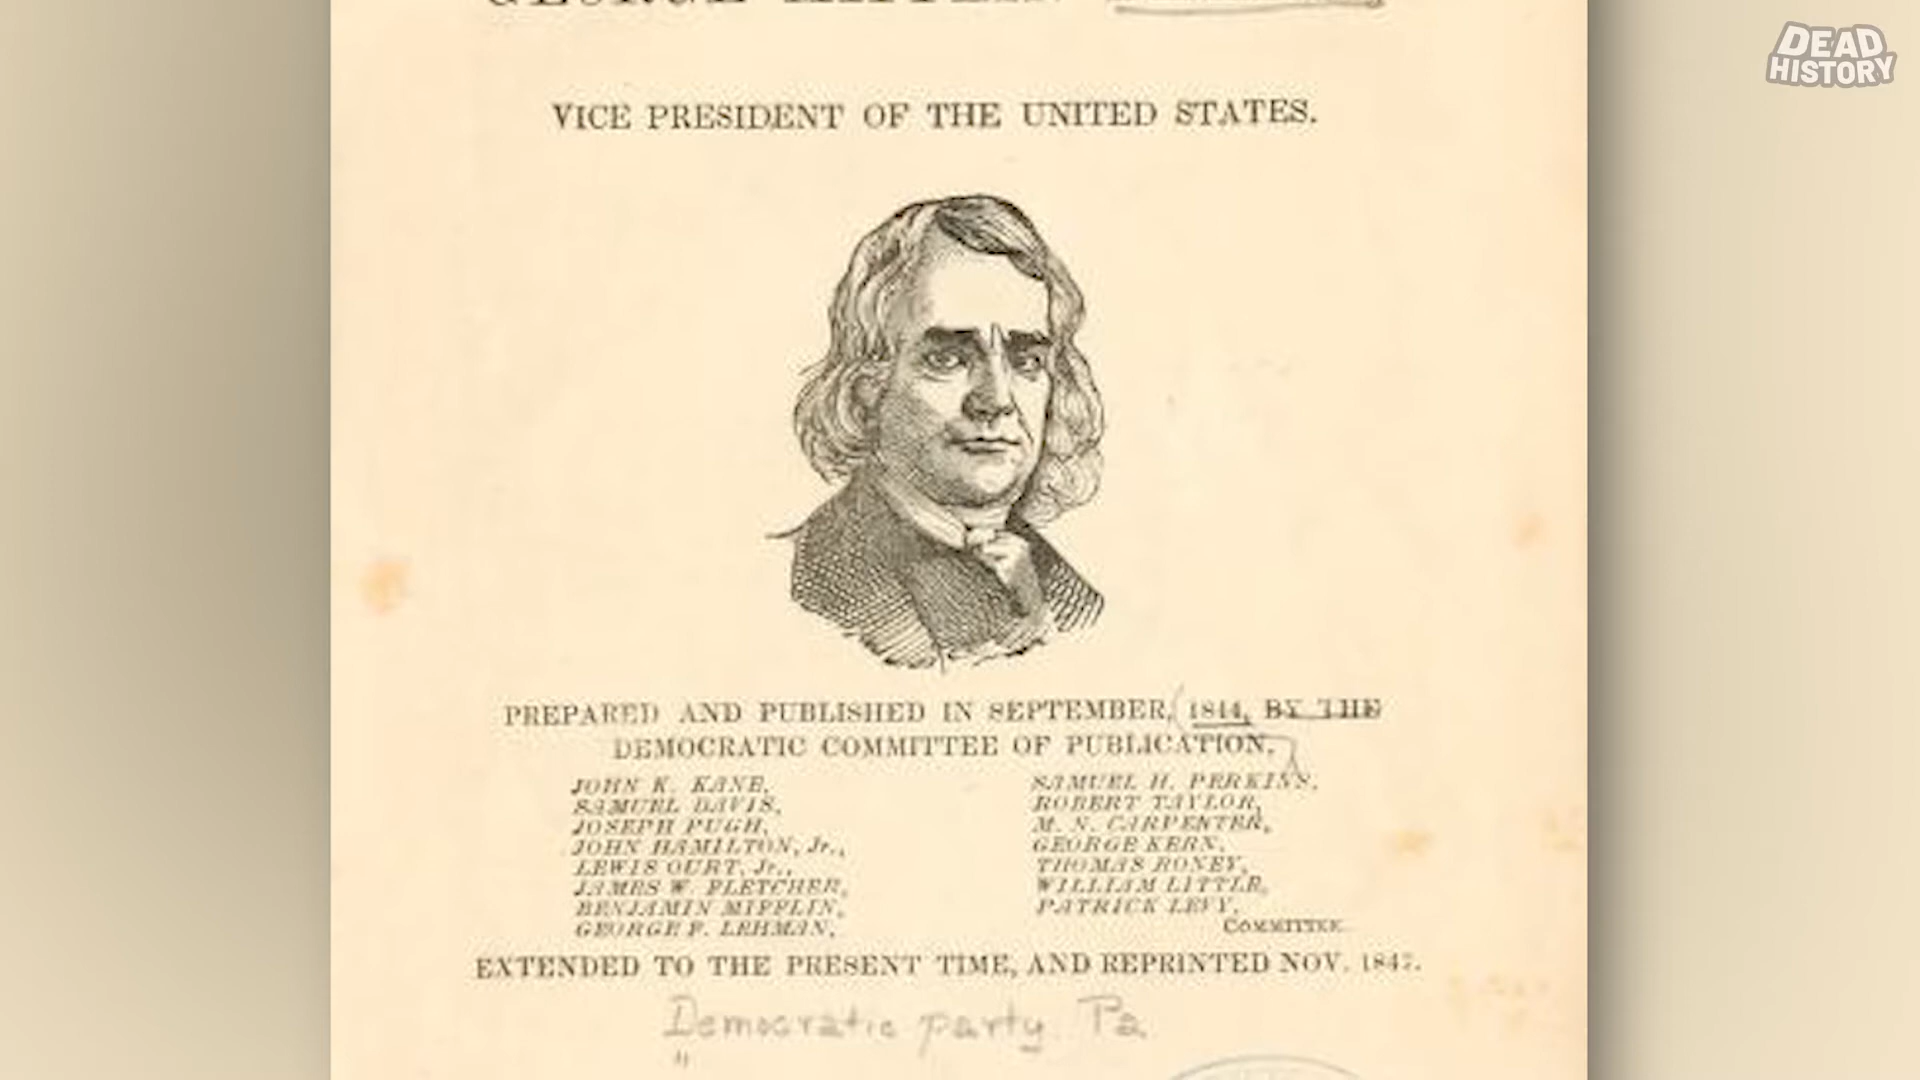 DEAD
HISTORY
VICE PRESIDENT OF THE UNITED STATES.
PREPARED AND PUBLISHED IN SEPTEMBER, 1844, BY THE
DEMOCRATIC COMMITTEE OF PUBLICATION.
JOHN K. KANE,
SAMUEL DAVIS,
JOSEPH PUGH,
JOHN HAMILTON, Jr.,
LEWIS OURT, Jr.,
JAMES W. FLETCHER,
BENJAMIN MIFFLIN,
GEORGE F. LEHMAN,
SAMUEL H. PERKINS,
ROBERT TAYLOR,
M. N. CARPENTER,
GEORGE KERN,
THOMAS RONEY,
WILLIAM LITTLE,
PATRICK LEVY,
COMMITTEE.
EXTENDED TO THE PRESENT TIME, AND REPRINTED NOV. 1847.
Democratic party. Pa